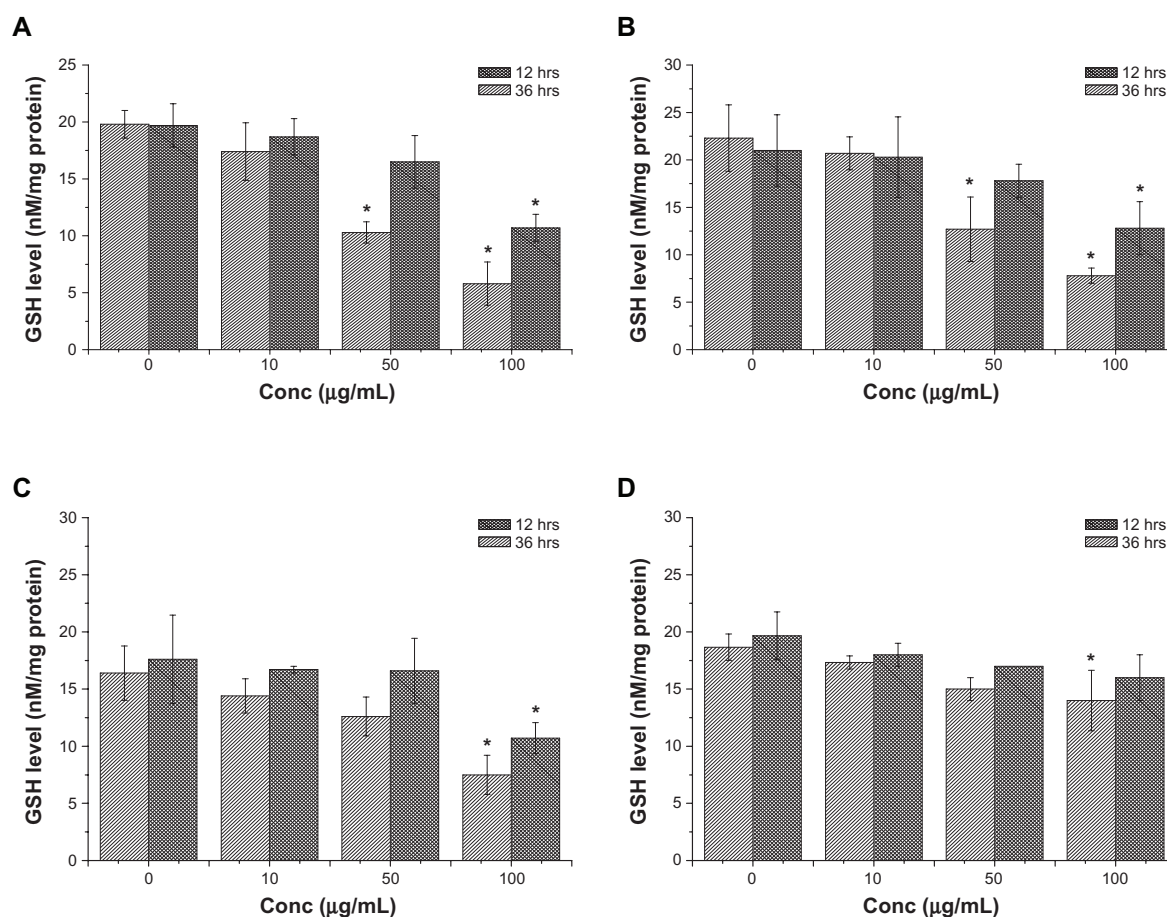 A
GSH level (nM/mg protein)
25
20
15
10
5
0
12 hrs
36 hrs
*
*
*
0
10
50
100
Conc (μg/mL)
B
GSH level (nM/mg protein)
30
25
20
15
10
5
0
12 hrs
36 hrs
*
*
*
0
10
50
100
Conc (μg/mL)
C
GSH level (nM/mg protein)
30
25
20
15
10
5
0
12 hrs
36 hrs
*
*
0
10
50
100
Conc (μg/mL)
D
GSH level (nM/mg protein)
30
25
20
15
10
5
0
12 hrs
36 hrs
*
0
10
50
100
Conc (μg/mL)